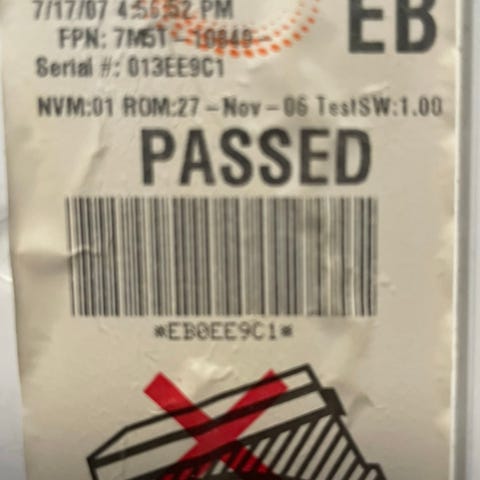 7/17/07 4:56:52 PM
EB
FPN: 7M5T-10849-
Serial #: 013EE9C1
NVM:01 ROM:27-Nov-06 TestSW:1.00
PASSED
*EB0EE9C1*